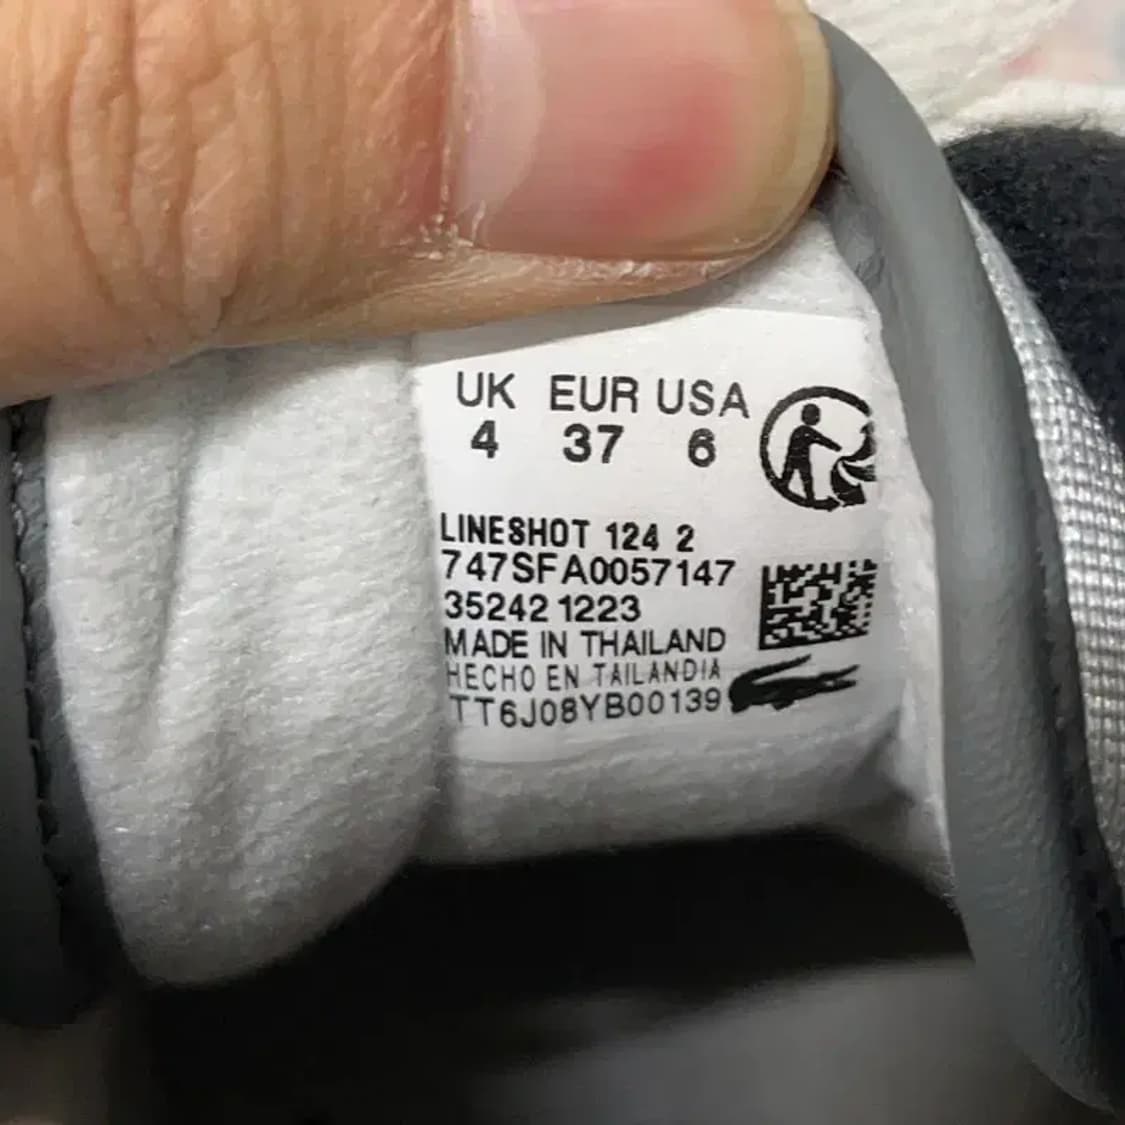 UK EUR USA
4 37 6
LINESHOT 124 2
747SFA0057147
35242 1223
MADE IN THAILAND
HECHO EN TAILANDIA
TT6J08YB00139